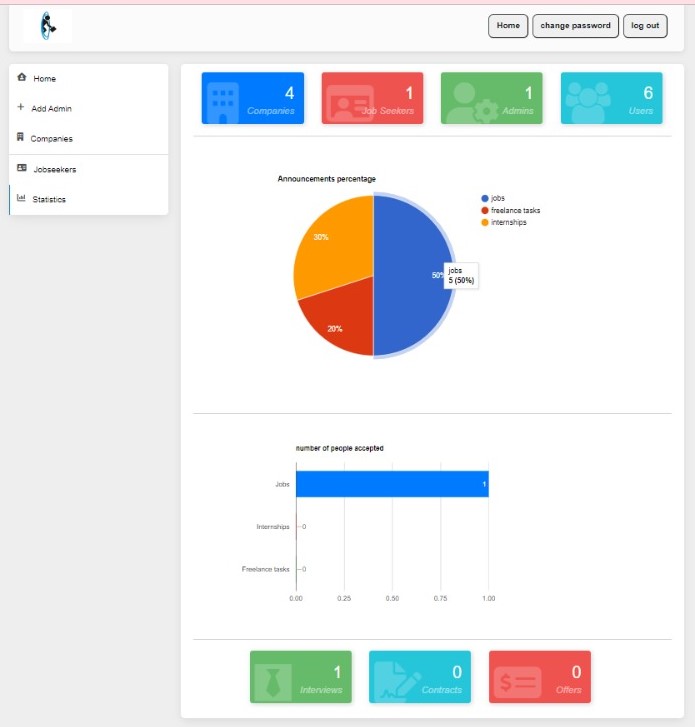 Home change password log out
Home
Add Admin
Companies
Jobseekers
Statistics
4
Companies
1
Job Seekers
1
Admins
6
Users
Announcements percentage
jobs
freelance tasks
internships
30%
20%
50%
jobs
5 (50%)
number of people accepted
Jobs 1
Internships 0
Freelance tasks 0
0.00 0.25 0.50 0.75 1.00
1
Interviews
0
Contracts
0
Offers